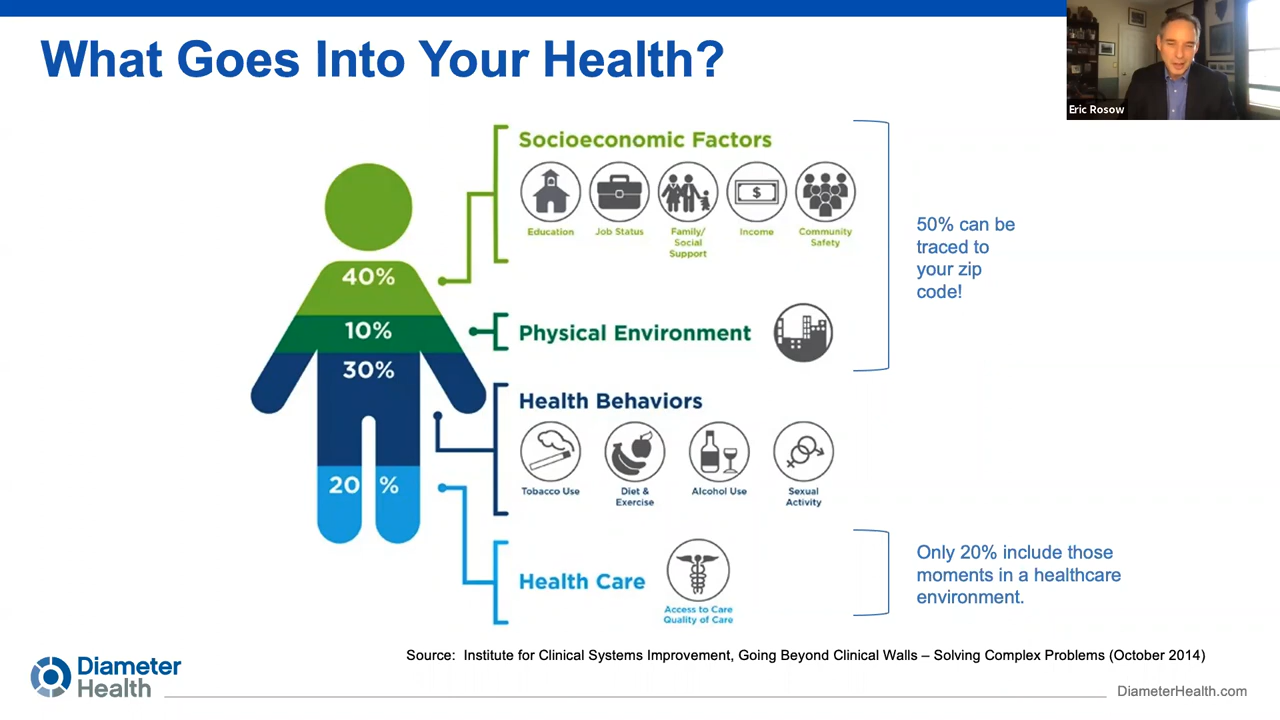 What Goes Into Your Health?
Eric Rosow
Socioeconomic Factors
Education
Job Status
Family/
Social
Support
$
Income
Community
Safety
40%
10%
30%
20 %
Physical Environment
Health Behaviors
Tobacco Use
Diet &
Exercise
Alcohol Use
Sexual
Activity
Health Care
Access to Care
Quality of Care
50% can be
traced to
your zip
code!
Only 20% include those
moments in a healthcare
environment.
Source: Institute for Clinical Systems Improvement, Going Beyond Clinical Walls – Solving Complex Problems (October 2014)
Diameter
Health
DiameterHealth.com